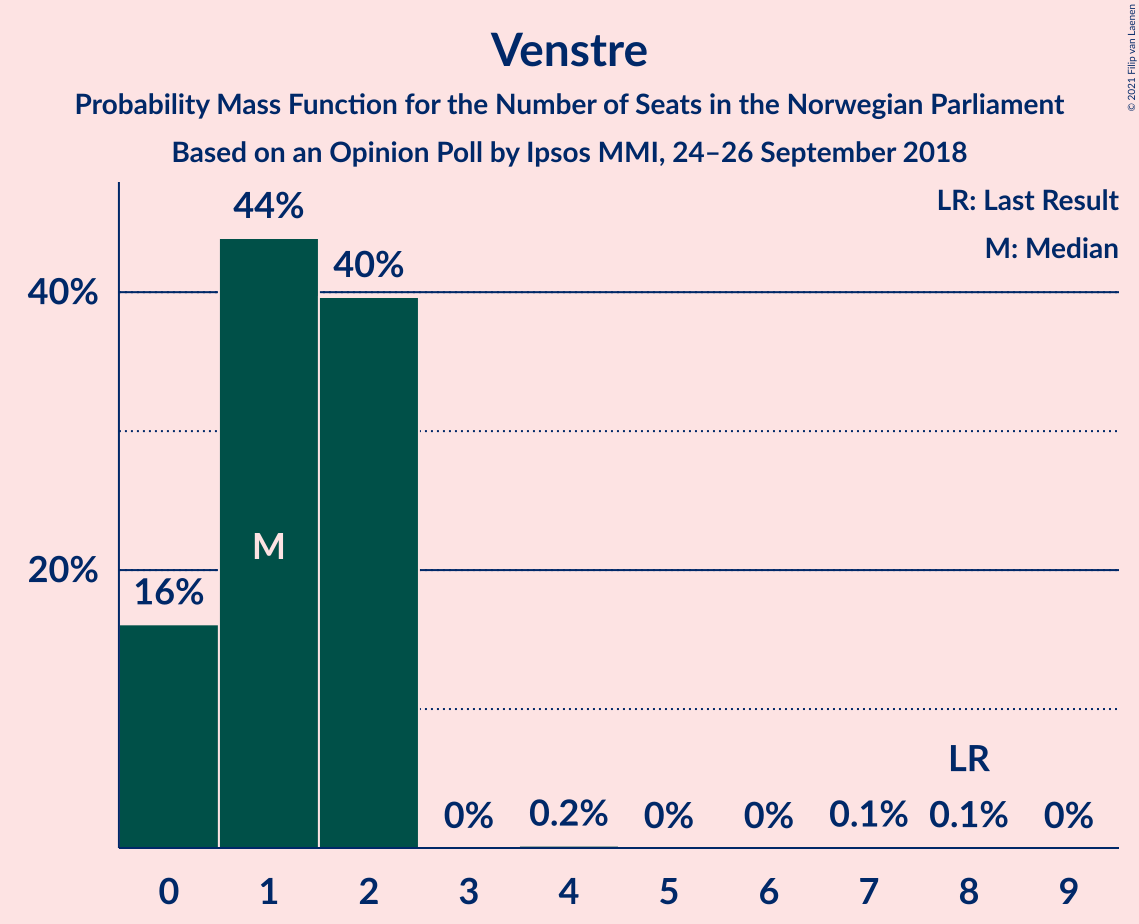 Venstre
Probability Mass Function for the Number of Seats in the Norwegian Parliament
Based on an Opinion Poll by Ipsos MMI, 24–26 September 2018
© 2021 Filip van Laenen
LR: Last Result
M: Median
44%
40%
40%
M
20%
16%
LR
0%
0.2%
0%
0%
0.1%
0.1%
0%
0 1 2 3 4 5 6 7 8 9